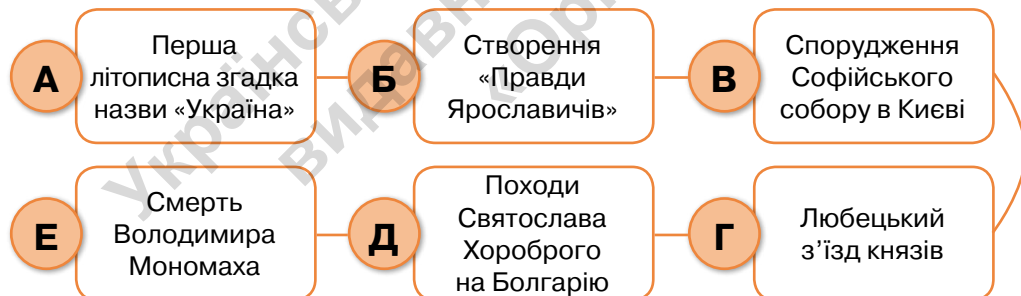 А
Перша
літописна згадка
назви «Україна»
Б
Створення
«Правди
Ярославичів»
В
Спорудження
Софійського
собору в Києві
Е
Смерть
Володимира
Мономаха
Д
Походи
Святослава
Хороброго
на Болгарію
Г
Любецький
з’їзд князів